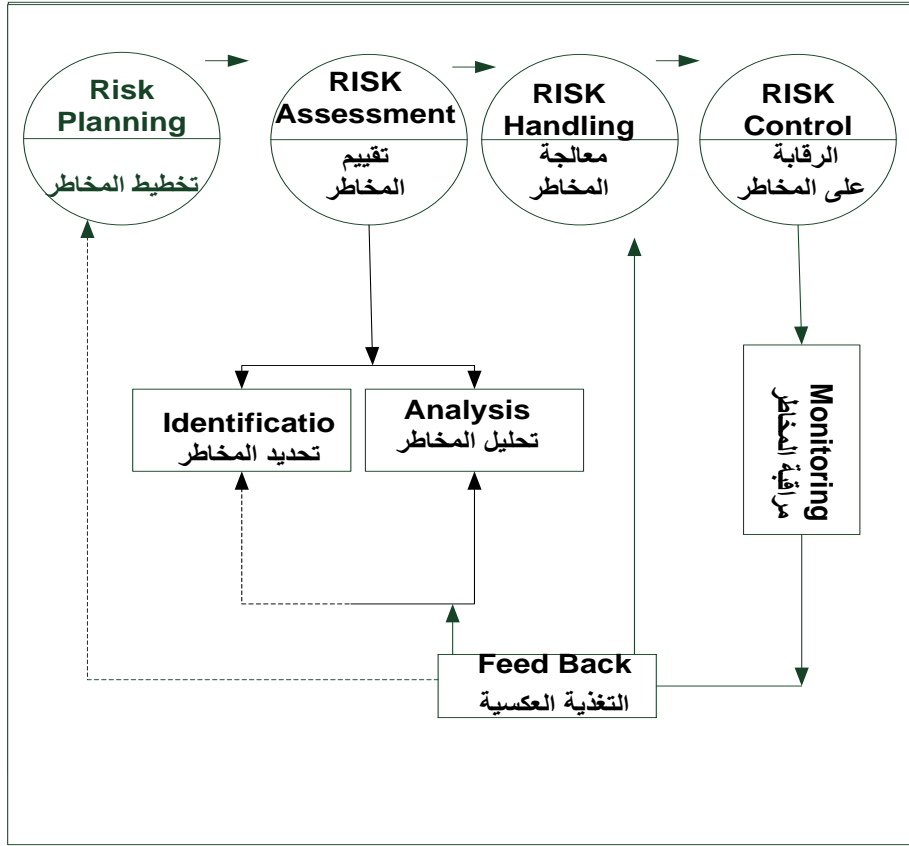 Risk
Planning
تخطيط المخاطر
RISK
Assessment
تقييم
المخاطر
RISK
Handling
معالجة
المخاطر
RISK
Control
الرقابة
على المخاطر
Identificatio
تحديد المخاطر
Analysis
تحليل المخاطر
Monitoring
مراقبة المخاطر
Feed Back
التغذية العكسية